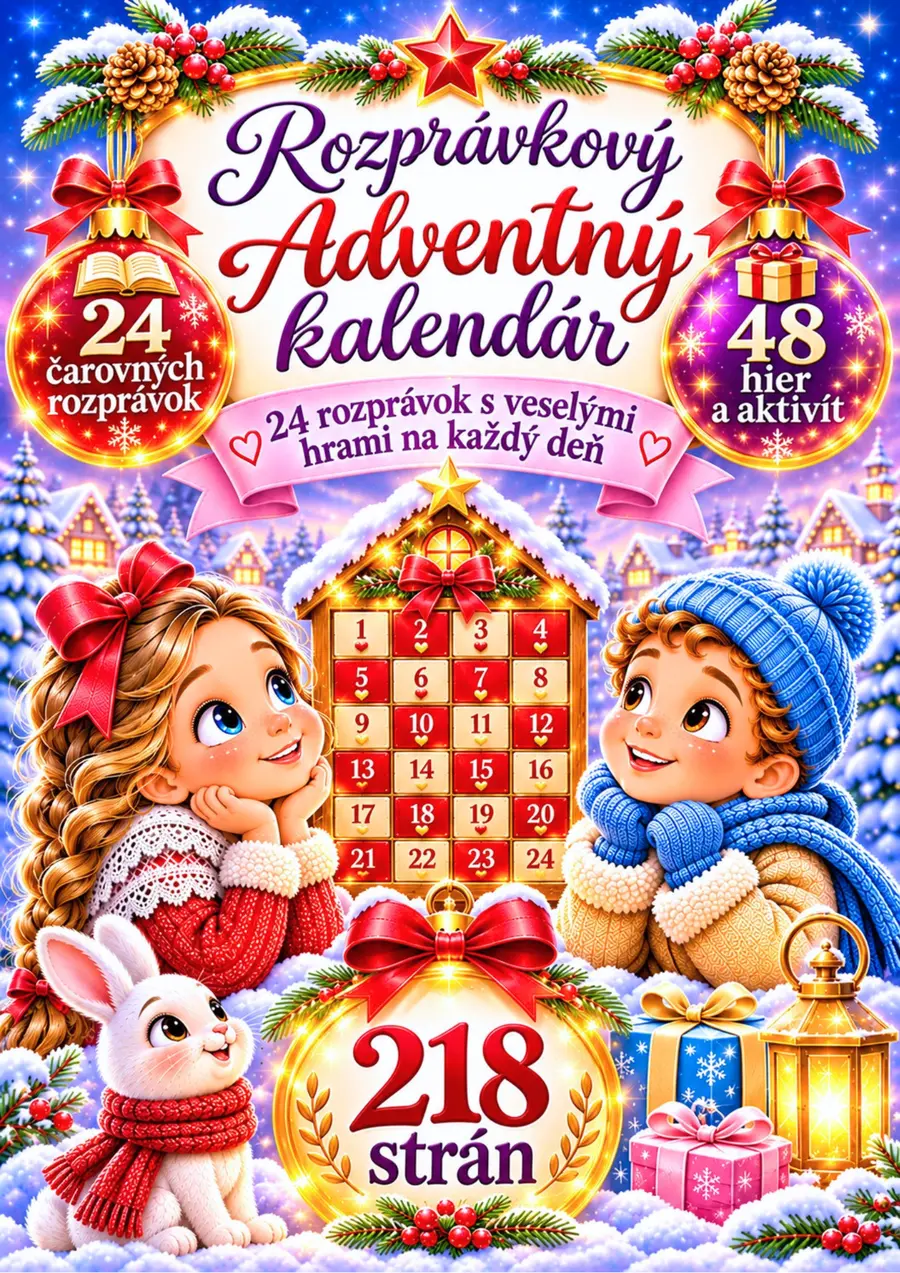 Rozprávkový
Adventný
kalendár
24
čarovných
rozprávok
48
hier
a aktivít
24 rozprávok s veselými
hrami na každý deň
1 2 3 4
5 6 7 8
9 10 11 12
13 14 15 16
17 18 19 20
21 22 23 24
218
strán